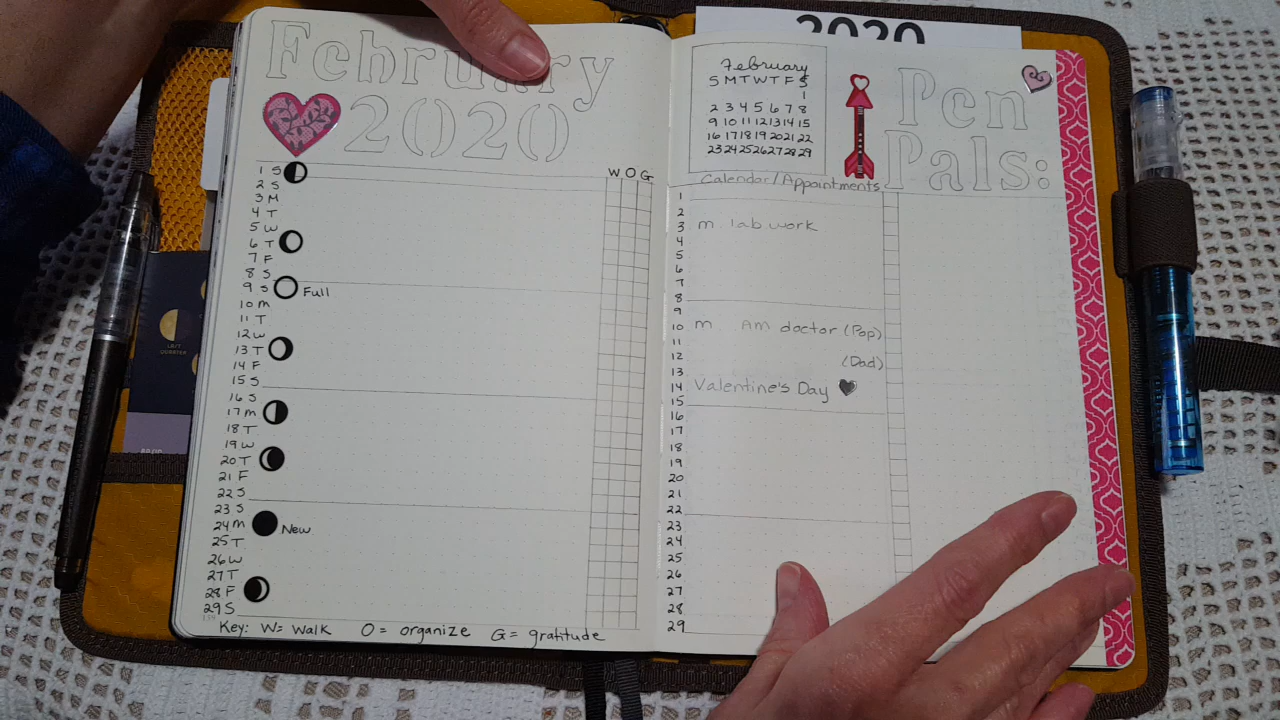 February
2020
W O G
1 S
2 S
3 M
4 T
5 W
6 T
7 F
8 S
9 S Full
10 m
11 T
12 W
13 T
14 F
15 S
16 S
17 m
18 T
19 W
20 T
21 F
22 S
23 S
24 m New
25 T
26 W
27 T
28 F
29 S
Key: W= Walk O= organize G= gratitude
LAST
QUARTER
2020
February
S M T W T F S
1
2 3 4 5 6 7 8
9 10 11 12 13 14 15
16 17 18 19 20 21 22
23 24 25 26 27 28 29
Pen
Pals:
Calendar/Appointments
1
2
3 m lab work
4
5
6
7
8
9
10 m AM doctor (Pop)
11
12 (Dad)
13
14 Valentine's Day ♥
15
16
17
18
19
20
21
22
23
24
25
26
27
28
29